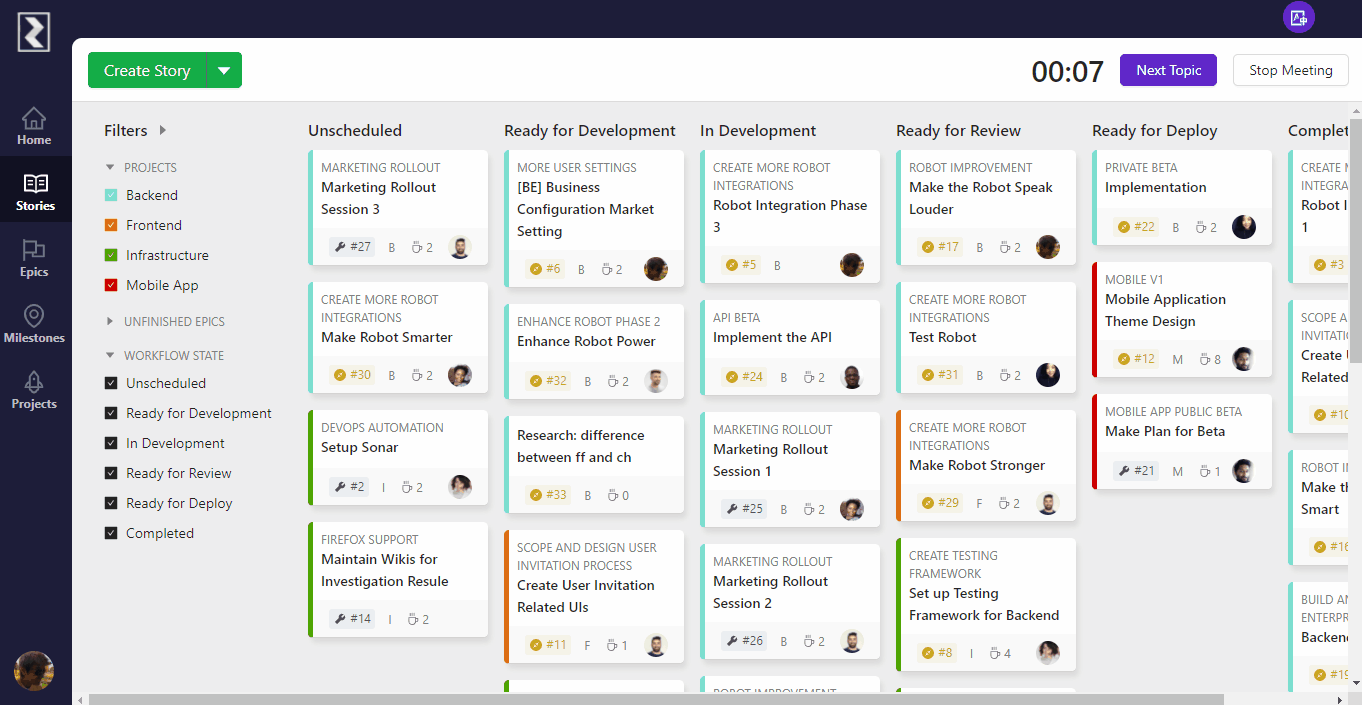 Create Story
00:07
Next Topic
Stop Meeting
Home
Stories
Epics
Milestones
Projects
Filters
PROJECTS
Backend
Frontend
Infrastructure
Mobile App
UNFINISHED EPICS
WORKFLOW STATE
Unscheduled
Ready for Development
In Development
Ready for Review
Ready for Deploy
Completed
Unscheduled
MARKETING ROLLOUT
Marketing Rollout
Session 3
#27 B 2
CREATE MORE ROBOT
INTEGRATIONS
Make Robot Smarter
#30 B 2
DEVOPS AUTOMATION
Setup Sonar
#2 I 2
FIREFOX SUPPORT
Maintain Wikis for
Investigation Resule
#14 I 2
Ready for Development
MORE USER SETTINGS
[BE] Business
Configuration Market
Setting
#6 B 2
ENHANCE ROBOT PHASE 2
Enhance Robot Power
#32 B 2
Research: difference
between ff and ch
#33 B 0
SCOPE AND DESIGN USER
INVITATION PROCESS
Create User Invitation
Related UIs
#11 F 1
In Development
CREATE MORE ROBOT
INTEGRATIONS
Robot Integration Phase
3
#5 B
API BETA
Implement the API
#24 B 2
MARKETING ROLLOUT
Marketing Rollout
Session 1
#25 B 2
MARKETING ROLLOUT
Marketing Rollout
Session 2
#26 B 2
ROBOT IMPROVEMENT
Ready for Review
ROBOT IMPROVEMENT
Make the Robot Speak
Louder
#17 B 2
CREATE MORE ROBOT
INTEGRATIONS
Test Robot
#31 B 2
CREATE MORE ROBOT
INTEGRATIONS
Make Robot Stronger
#29 F 2
CREATE TESTING
FRAMEWORK
Set up Testing
Framework for Backend
#8 I 4
Ready for Deploy
PRIVATE BETA
Implementation
#22 B 2
MOBILE V1
Mobile Application
Theme Design
#12 M 8
MOBILE APP PUBLIC BETA
Make Plan for Beta
#21 M 1
Complet
CREATE
INTEGRA
Robot I
1
#3
SCOPE A
INVITATI
Create
Related
#10
ROBOT I
Make th
Smart
#16
BUILD A
ENTERPR
Backen
#19